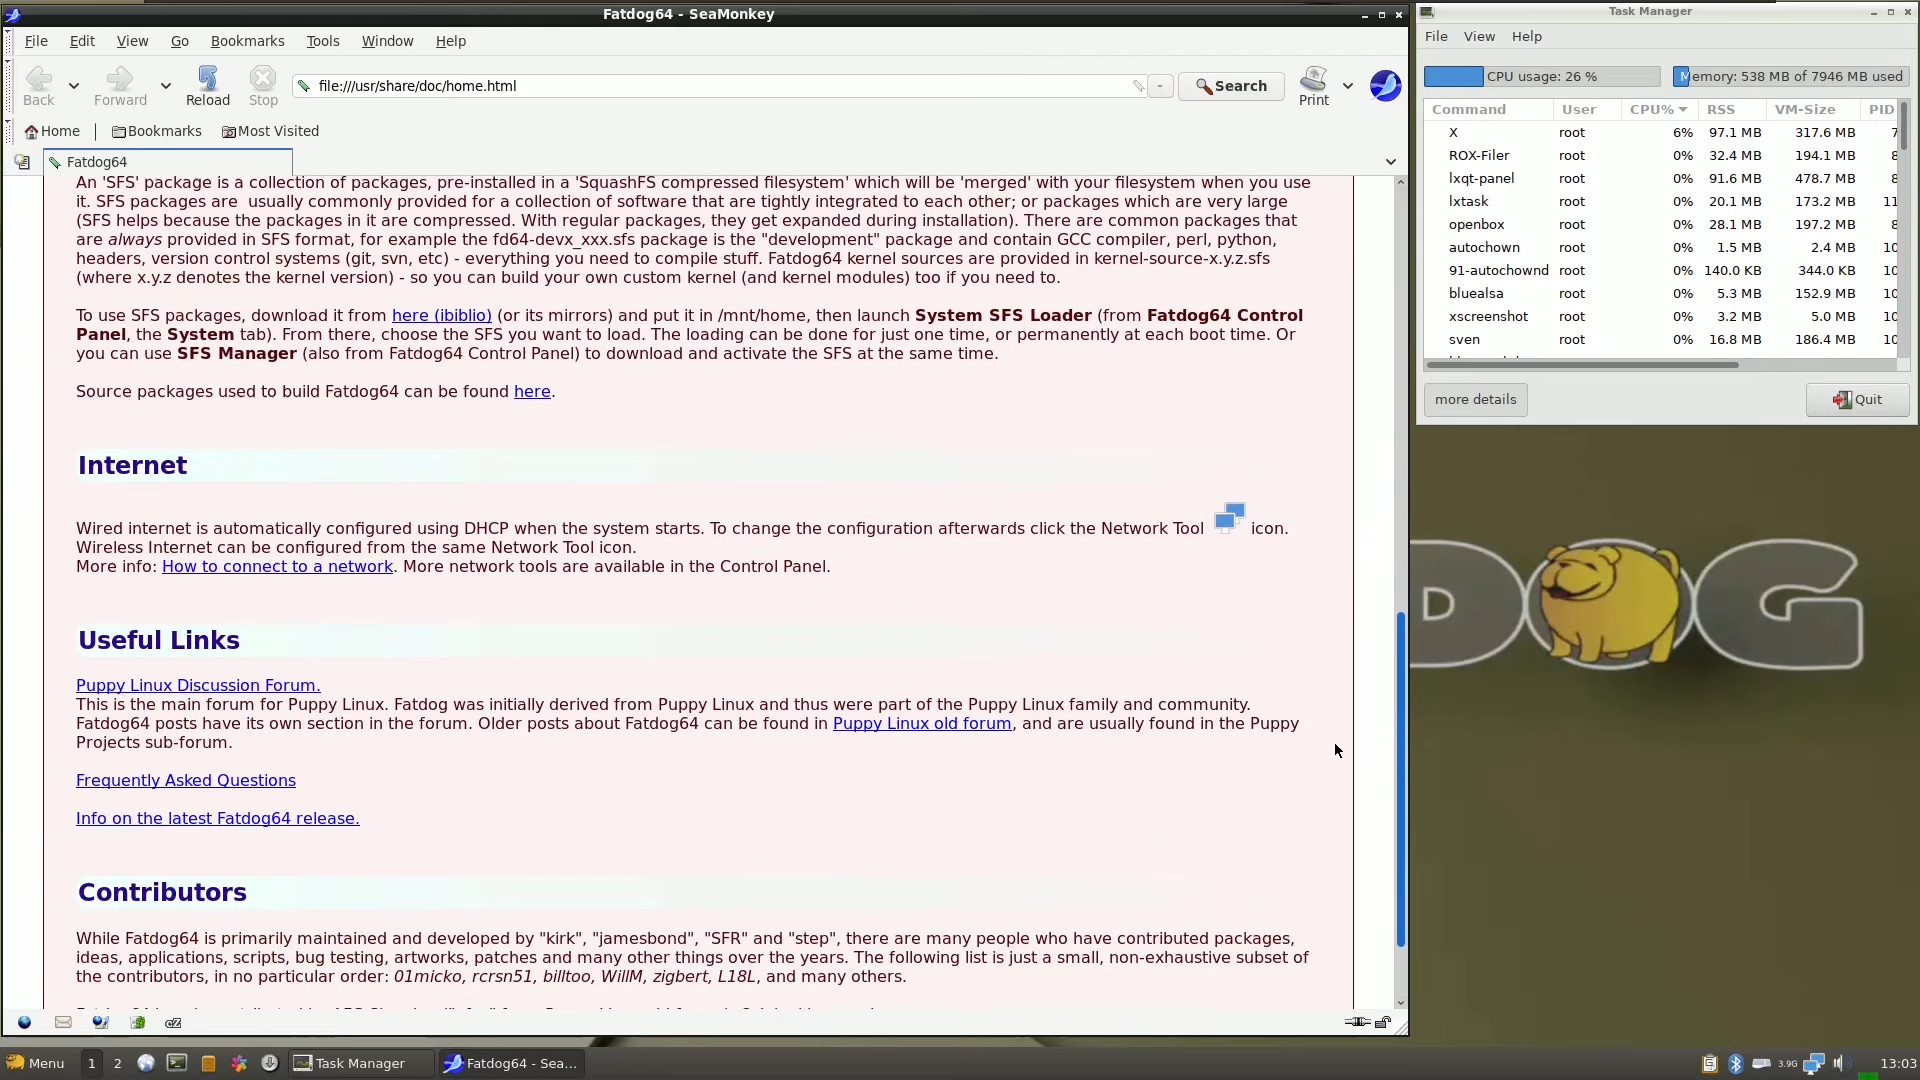 Fatdog64 - SeaMonkey
File Edit View Go Bookmarks Tools Window Help
Back Forward Reload Stop file:///usr/share/doc/home.html Search Print
Home Bookmarks Most Visited
Fatdog64
An 'SFS' package is a collection of packages, pre-installed in a 'SquashFS compressed filesystem' which will be 'merged' with your filesystem when you use
it. SFS packages are usually commonly provided for a collection of software that are tightly integrated to each other; or packages which are very large
(SFS helps because the packages in it are compressed. With regular packages, they get expanded during installation). There are common packages that
are always provided in SFS format, for example the fd64-devx_xxx.sfs package is the "development" package and contain GCC compiler, perl, python,
headers, version control systems (git, svn, etc) - everything you need to compile stuff. Fatdog64 kernel sources are provided in kernel-source-x.y.z.sfs
(where x.y.z denotes the kernel version) - so you can build your own custom kernel (and kernel modules) too if you need to.
To use SFS packages, download it from here (ibiblio) (or its mirrors) and put it in /mnt/home, then launch System SFS Loader (from Fatdog64 Control
Panel, the System tab). From there, choose the SFS you want to load. The loading can be done for just one time, or permanently at each boot time. Or
you can use SFS Manager (also from Fatdog64 Control Panel) to download and activate the SFS at the same time.
Source packages used to build Fatdog64 can be found here.
Internet
Wired internet is automatically configured using DHCP when the system starts. To change the configuration afterwards click the Network Tool icon.
Wireless Internet can be configured from the same Network Tool icon.
More info: How to connect to a network. More network tools are available in the Control Panel.
Useful Links
Puppy Linux Discussion Forum.
This is the main forum for Puppy Linux. Fatdog was initially derived from Puppy Linux and thus were part of the Puppy Linux family and community.
Fatdog64 posts have its own section in the forum. Older posts about Fatdog64 can be found in Puppy Linux old forum, and are usually found in the Puppy
Projects sub-forum.
Frequently Asked Questions
Info on the latest Fatdog64 release.
Contributors
While Fatdog64 is primarily maintained and developed by "kirk", "jamesbond", "SFR" and "step", there are many people who have contributed packages,
ideas, applications, scripts, bug testing, artworks, patches and many other things over the years. The following list is just a small, non-exhaustive subset of
the contributors, in no particular order: 01micko, rcrsn51, billtoo, WillM, zigbert, L18L, and many others.
Task Manager
File View Help
CPU usage: 26 % Memory: 538 MB of 7946 MB used
Command User CPU% RSS VM-Size PID
X root 6% 97.1 MB 317.6 MB 7
ROX-Filer root 0% 32.4 MB 194.1 MB 8
lxqt-panel root 0% 91.6 MB 478.7 MB 8
lxtask root 0% 20.1 MB 173.2 MB 11
openbox root 0% 28.1 MB 197.2 MB 8
autochown root 0% 1.5 MB 2.4 MB 10
91-autochownd root 0% 140.0 KB 344.0 KB 10
bluealsa root 0% 5.3 MB 152.9 MB 10
xscreenshot root 0% 3.2 MB 5.0 MB 10
sven root 0% 16.8 MB 186.4 MB 10
more details Quit
DOG
Menu 1 2 Task Manager Fatdog64 - Sea... 3.9G 13:03